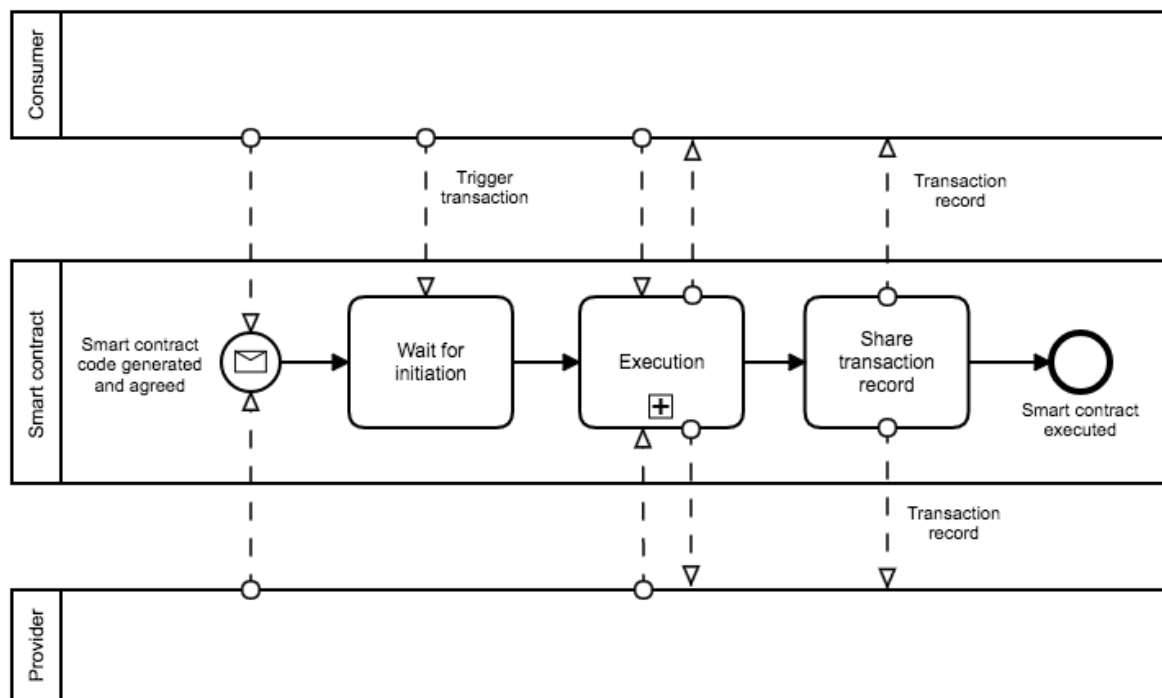 Consumer
Trigger
transaction
Transaction
record
Smart contract
Smart contract
code generated
and agreed
Wait for
initiation
Execution
Share
transaction
record
Smart contract
executed
Transaction
record
Provider